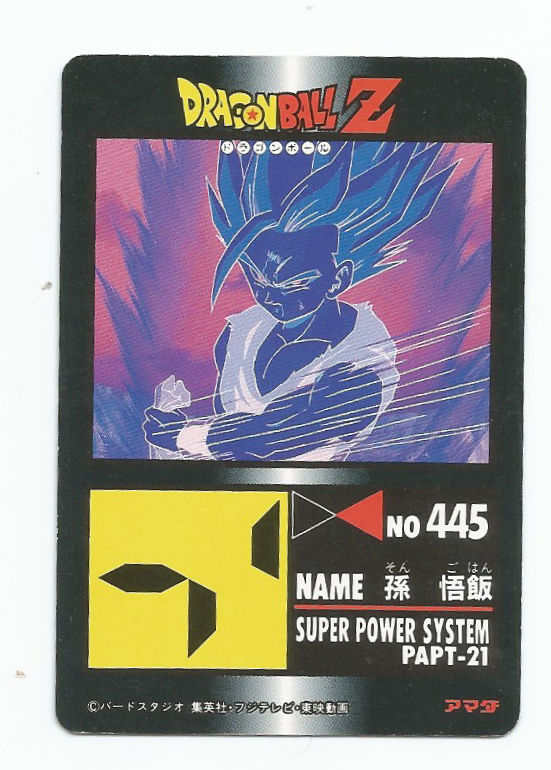 DRAGONBALL Z
ドラゴンボール
NO 445
そん ご はん
NAME 孫 悟飯
SUPER POWER SYSTEM
PAPT-21
©バードスタジオ 集英社・フジテレビ・東映動画
アマダ